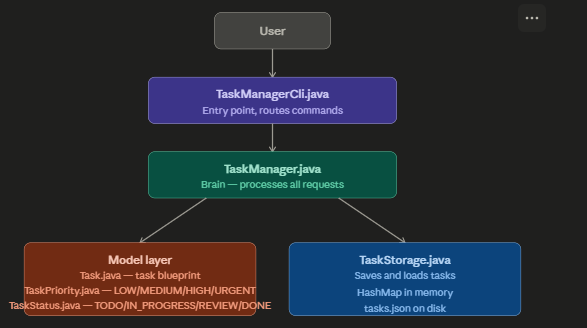 User
TaskManagerCli.java
Entry point, routes commands
TaskManager.java
Brain — processes all requests
Model layer
Task.java — task blueprint
TaskPriority.java — LOW/MEDIUM/HIGH/URGENT
TaskStatus.java — TODO/IN_PROGRESS/REVIEW/DONE
TaskStorage.java
Saves and loads tasks
HashMap in memory
tasks.json on disk